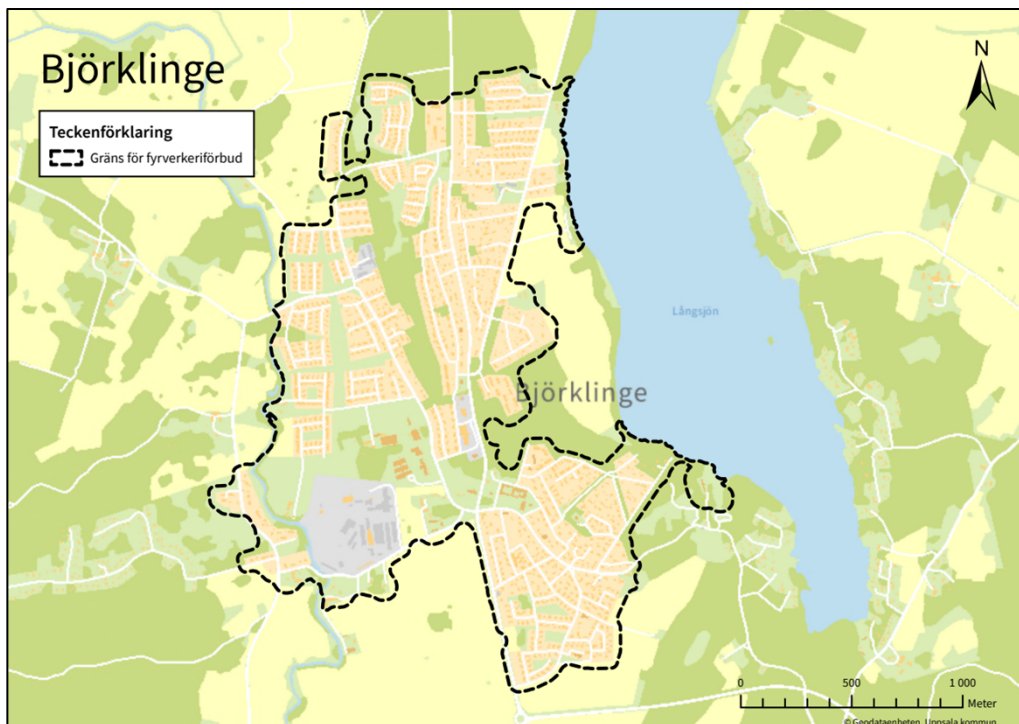 Björklinge
Teckenförklaring
Gräns för fyrverkeriförbud
N
Långsjön
Björklinge
0 500 1 000
Meter
© Geodataenheten, Uppsala kommun